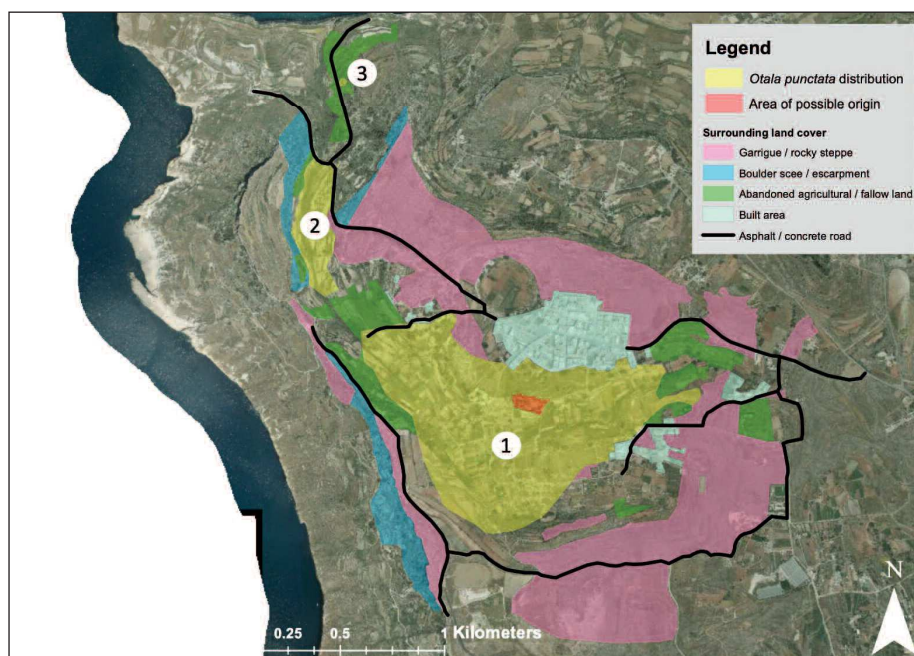 Legend
Otala punctata distribution
Area of possible origin
Surrounding land cover
Garrigue / rocky steppe
Boulder scee / escarpment
Abandoned agricultural / fallow land
Built area
Asphalt / concrete road
3
2
1
N
0.25 0.5 1 Kilometers